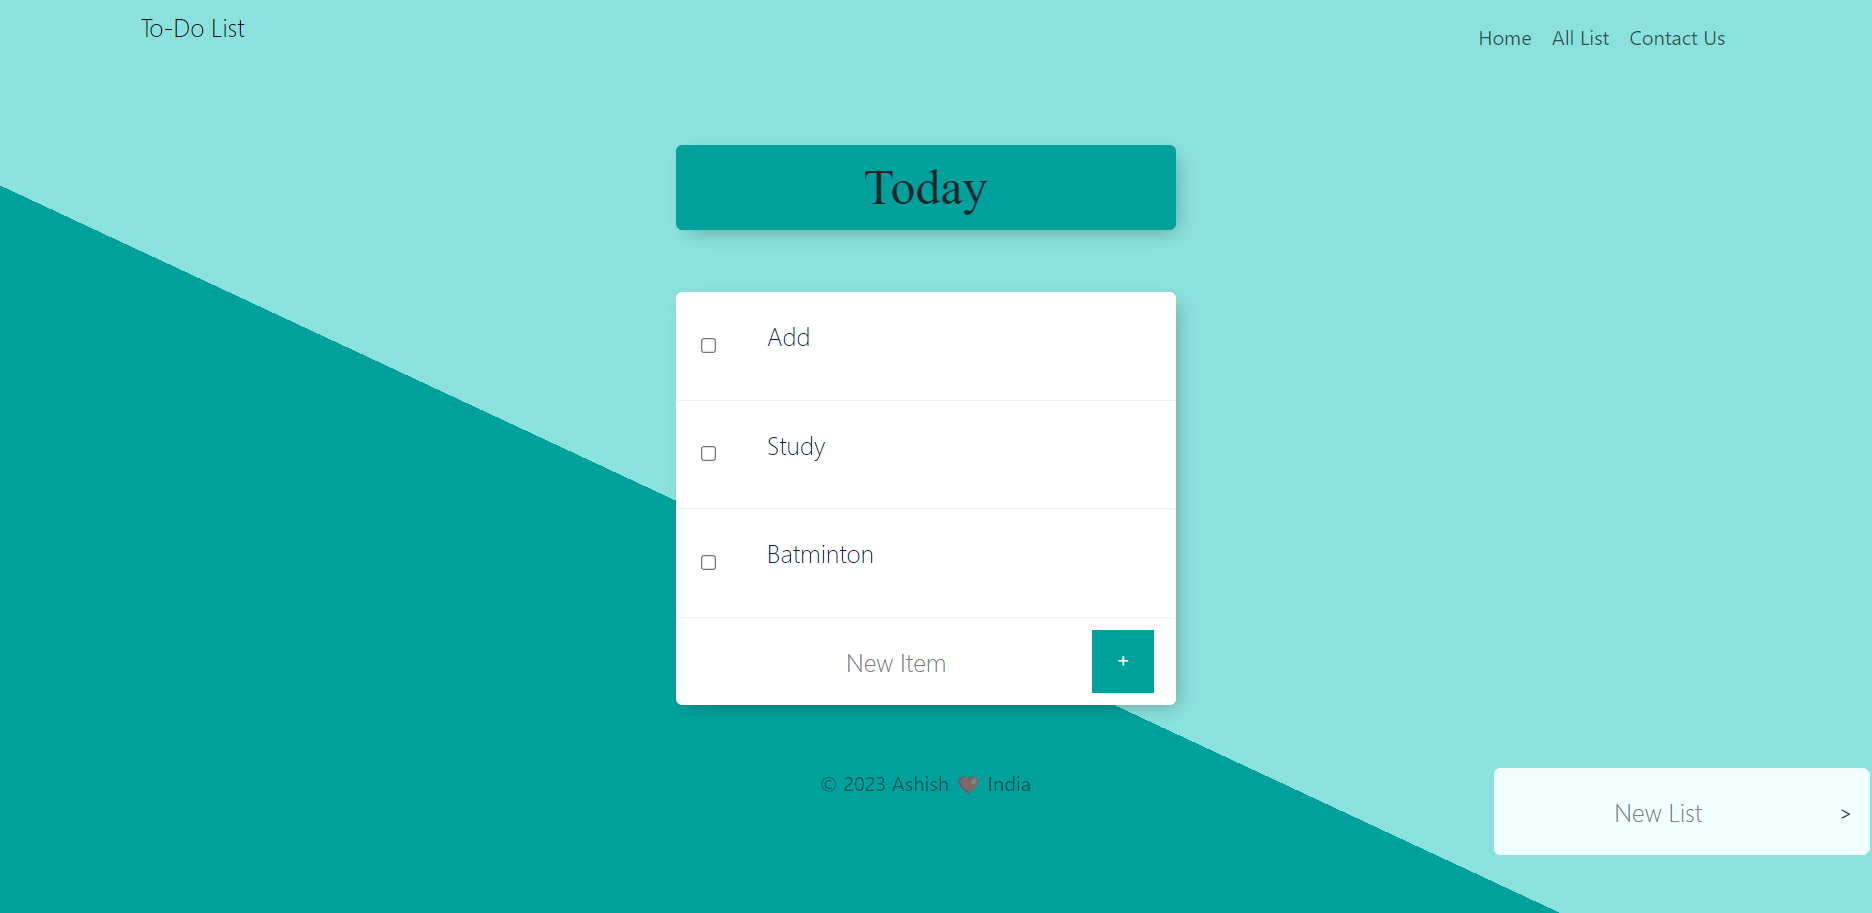 To-Do List
Home All List Contact Us
Today
Add
Study
Batminton
New Item +
© 2023 Ashish ❤ India
New List >